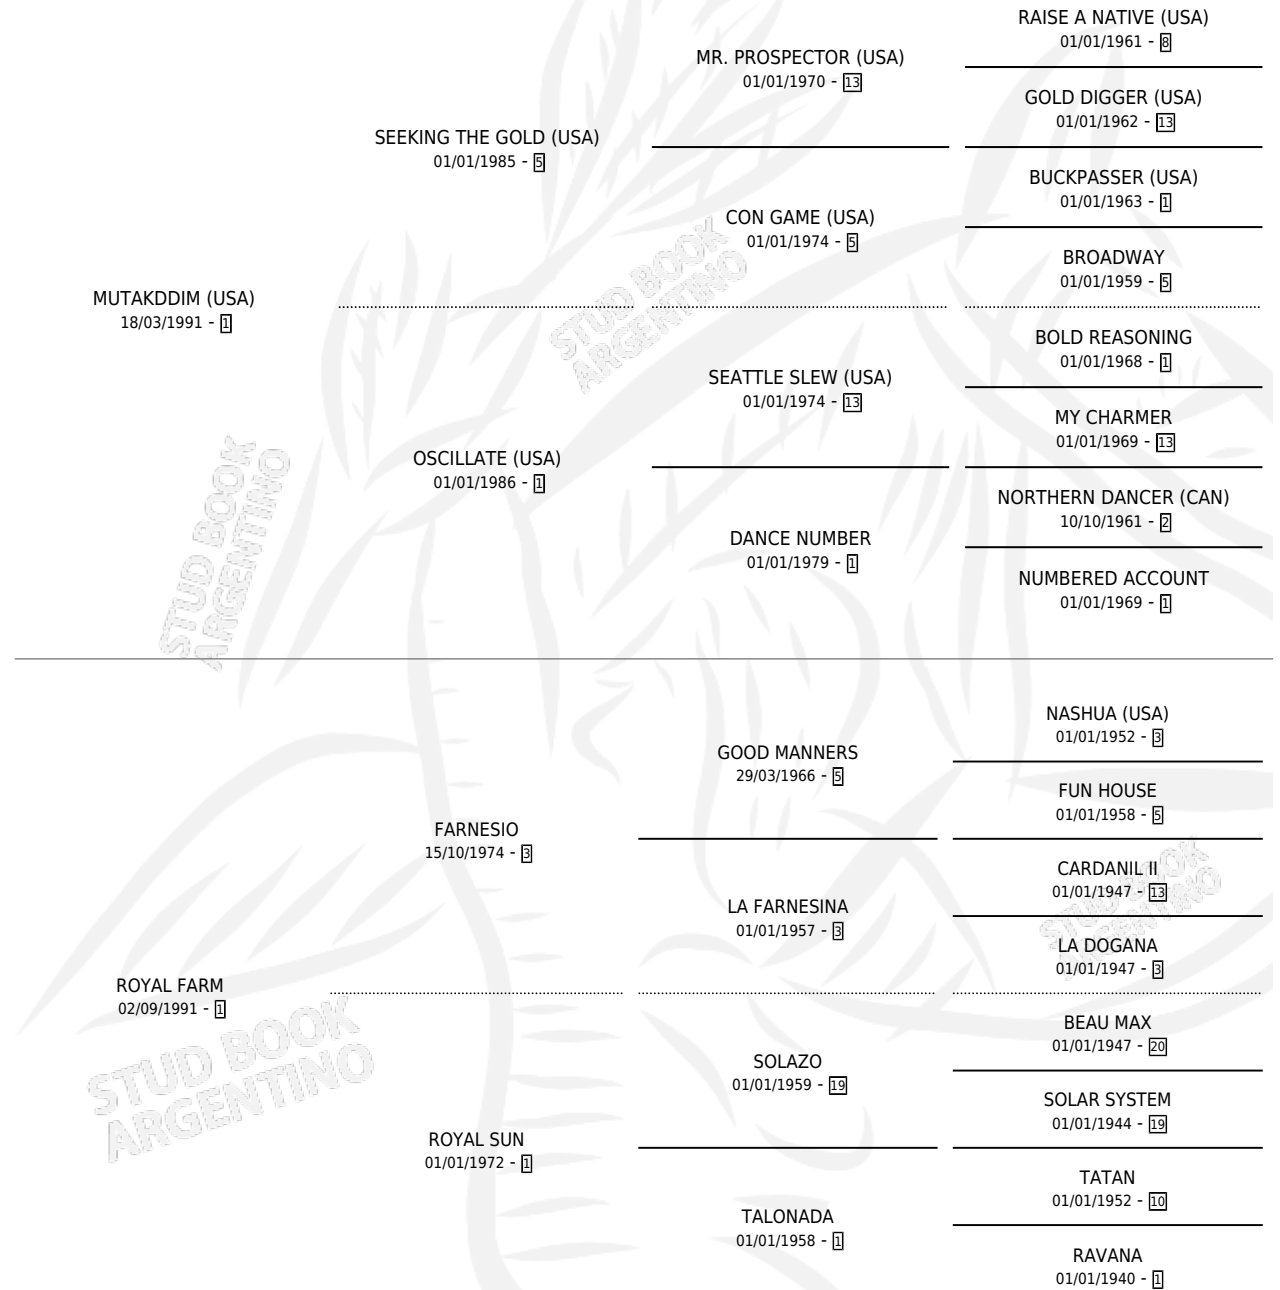 RAISE A NATIVE (USA)
01/01/1961 - 8
MR. PROSPECTOR (USA)
01/01/1970 - 13
GOLD DIGGER (USA)
01/01/1962 - 13
SEEKING THE GOLD (USA)
01/01/1985 - 5
BUCKPASSER (USA)
01/01/1963 - 1
CON GAME (USA)
01/01/1974 - 5
BROADWAY
01/01/1959 - 5
STUD BOOK
ARGENTINO
MUTAKDDIM (USA)
18/03/1991 - 1
BOLD REASONING
01/01/1968 - 1
SEATTLE SLEW (USA)
01/01/1974 - 13
MY CHARMER
01/01/1969 - 13
OSCILLATE (USA)
01/01/1986 - 1
NORTHERN DANCER (CAN)
10/10/1961 - 2
DANCE NUMBER
01/01/1979 - 1
NUMBERED ACCOUNT
01/01/1969 - 1
STUD BOOK
ARGENTINO
NASHUA (USA)
01/01/1952 - 3
GOOD MANNERS
29/03/1966 - 5
FUN HOUSE
01/01/1958 - 5
FARNESIO
15/10/1974 - 3
CARDANIL II
01/01/1947 - 13
LA FARNESINA
01/01/1957 - 3
LA DOGANA
01/01/1947 - 3
STUD BOOK
ARGENTINO
ROYAL FARM
02/09/1991 - 1
BEAU MAX
01/01/1947 - 20
SOLAZO
01/01/1959 - 19
SOLAR SYSTEM
01/01/1944 - 19
STUD BOOK
ARGENTINO
ROYAL SUN
01/01/1972 - 1
TATAN
01/01/1952 - 10
TALONADA
01/01/1958 - 1
RAVANA
01/01/1940 - 1